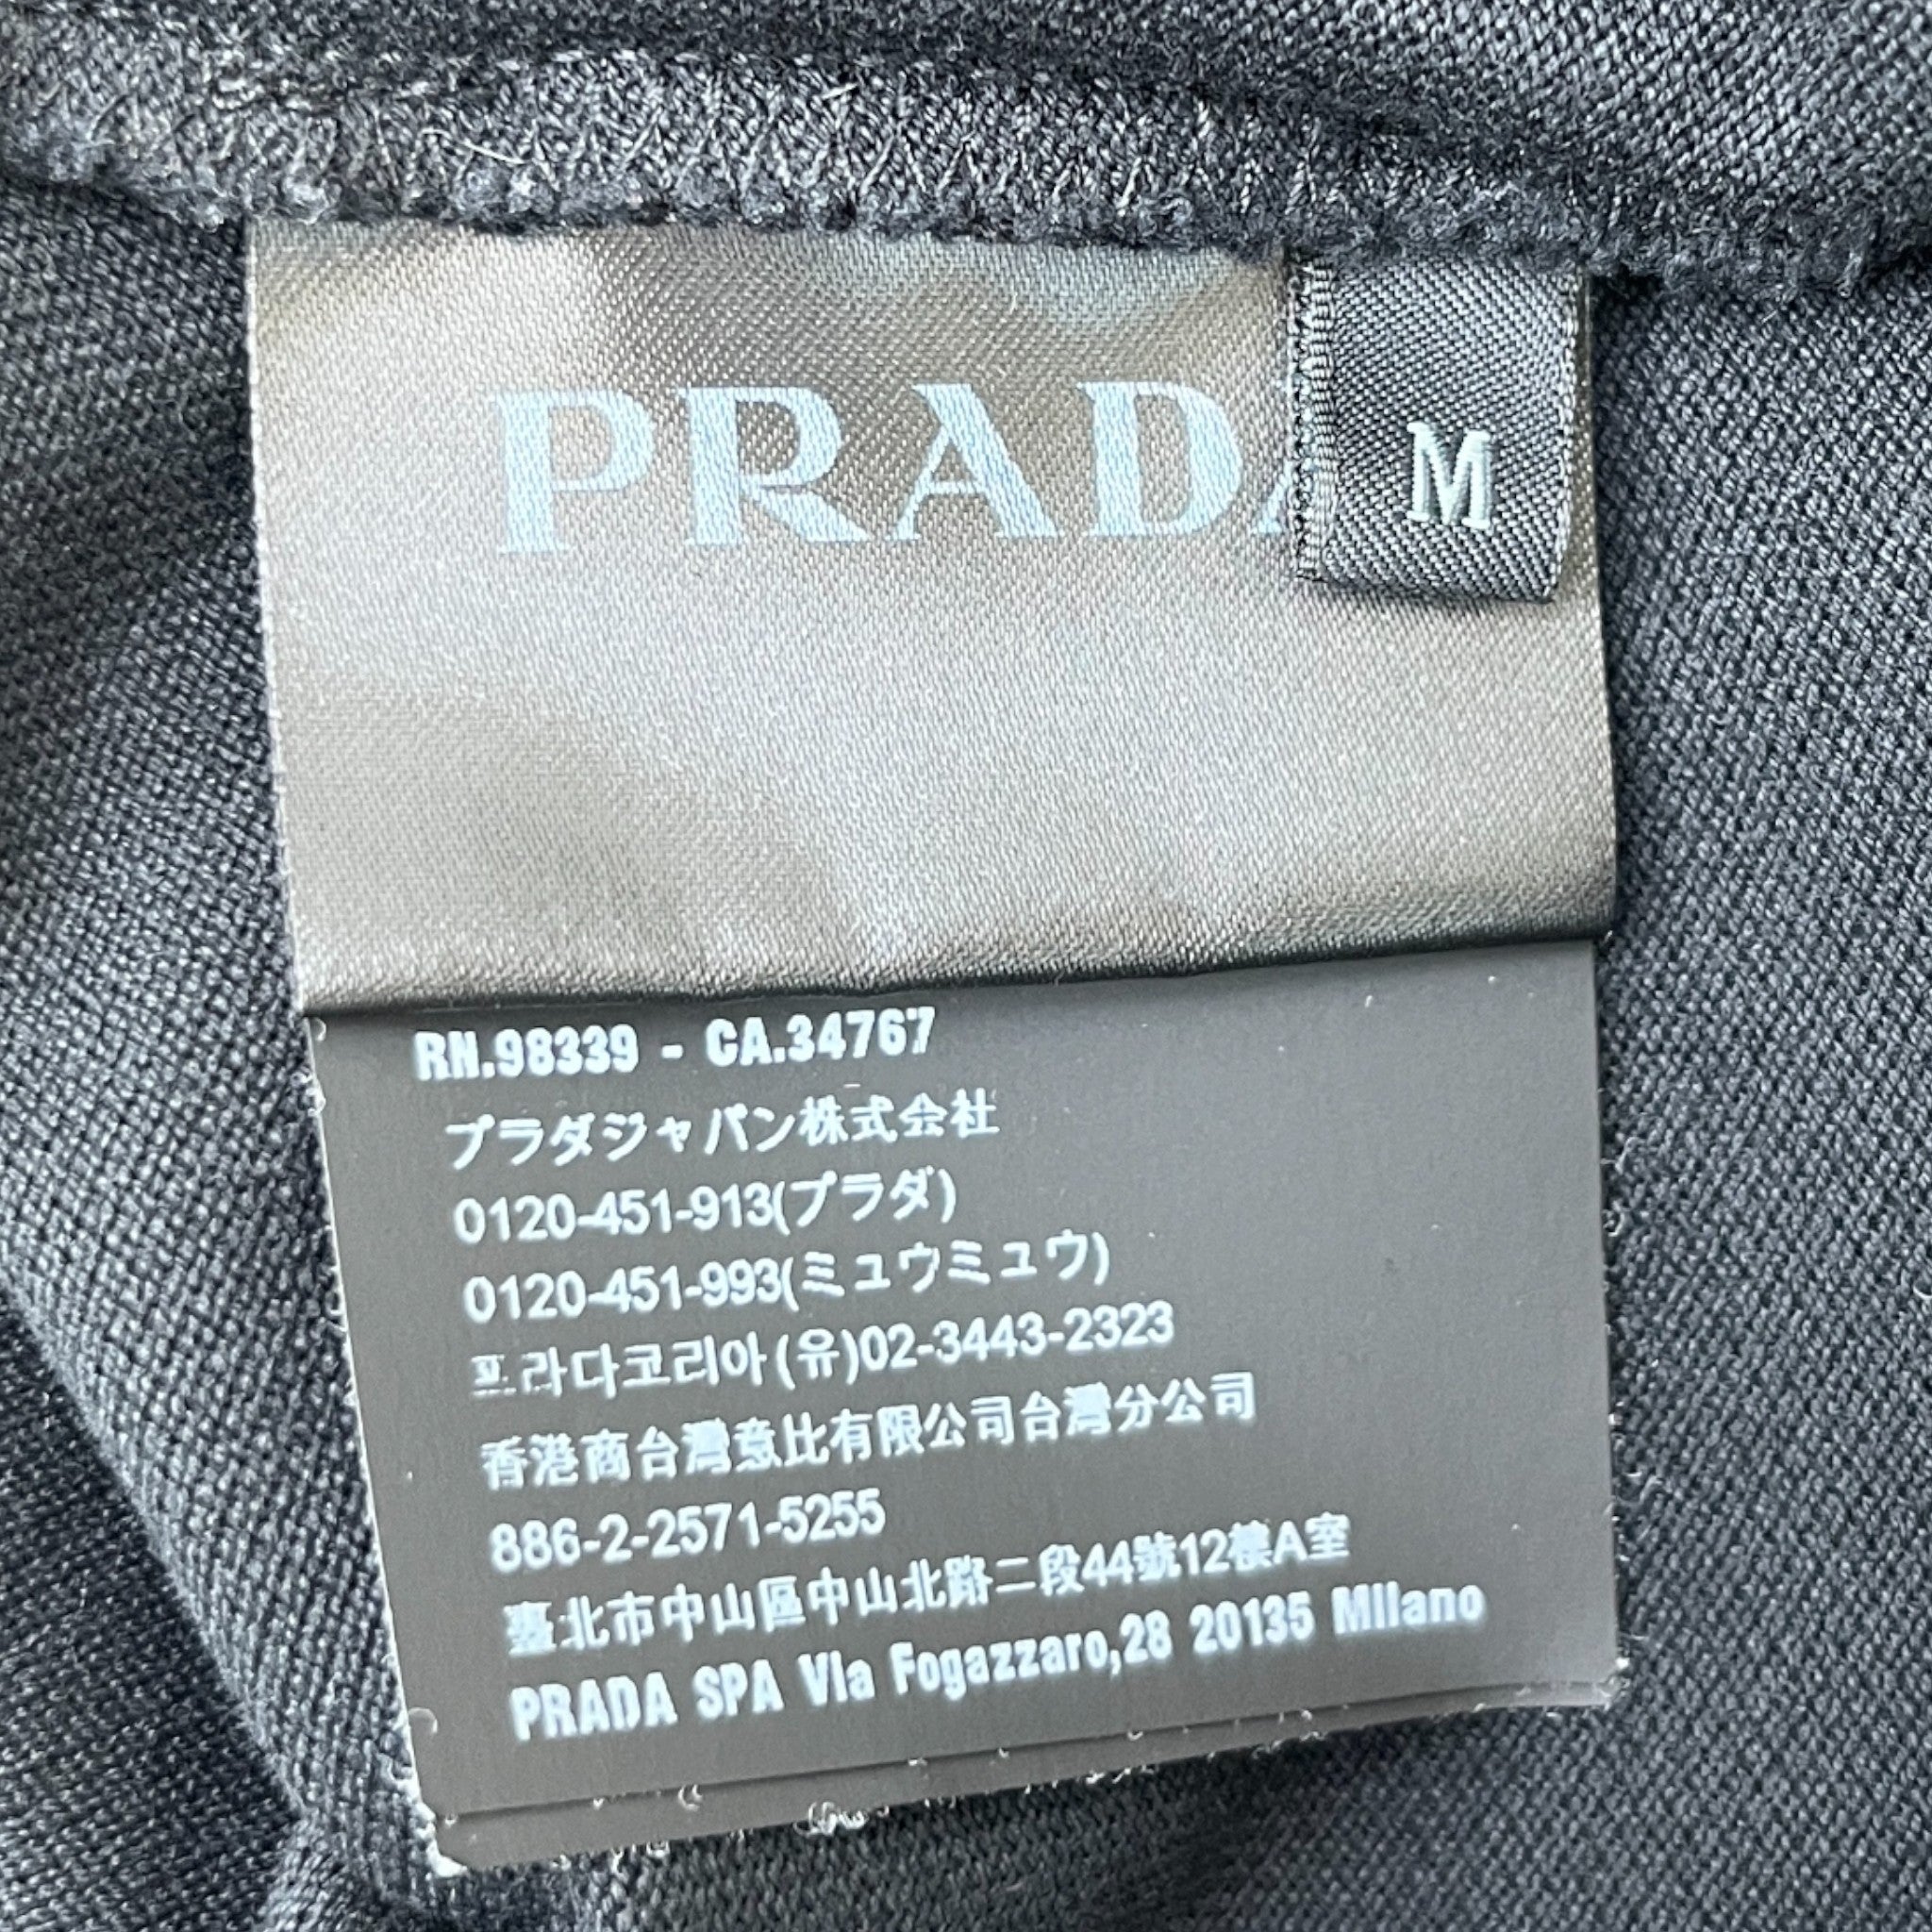 PRADA
M
RN.98339 - CA.34767
プラダジャパン株式会社
0120-451-913(プラダ)
0120-451-993(ミュウミュウ)
프라다코리아(유)02-3443-2323
香港商台灣意比有限公司台灣分公司
886-2-2571-5255
臺北市中山區中山北路二段44號12樓A室
PRADA SPA Via Fogazzaro,28 20135 Milano